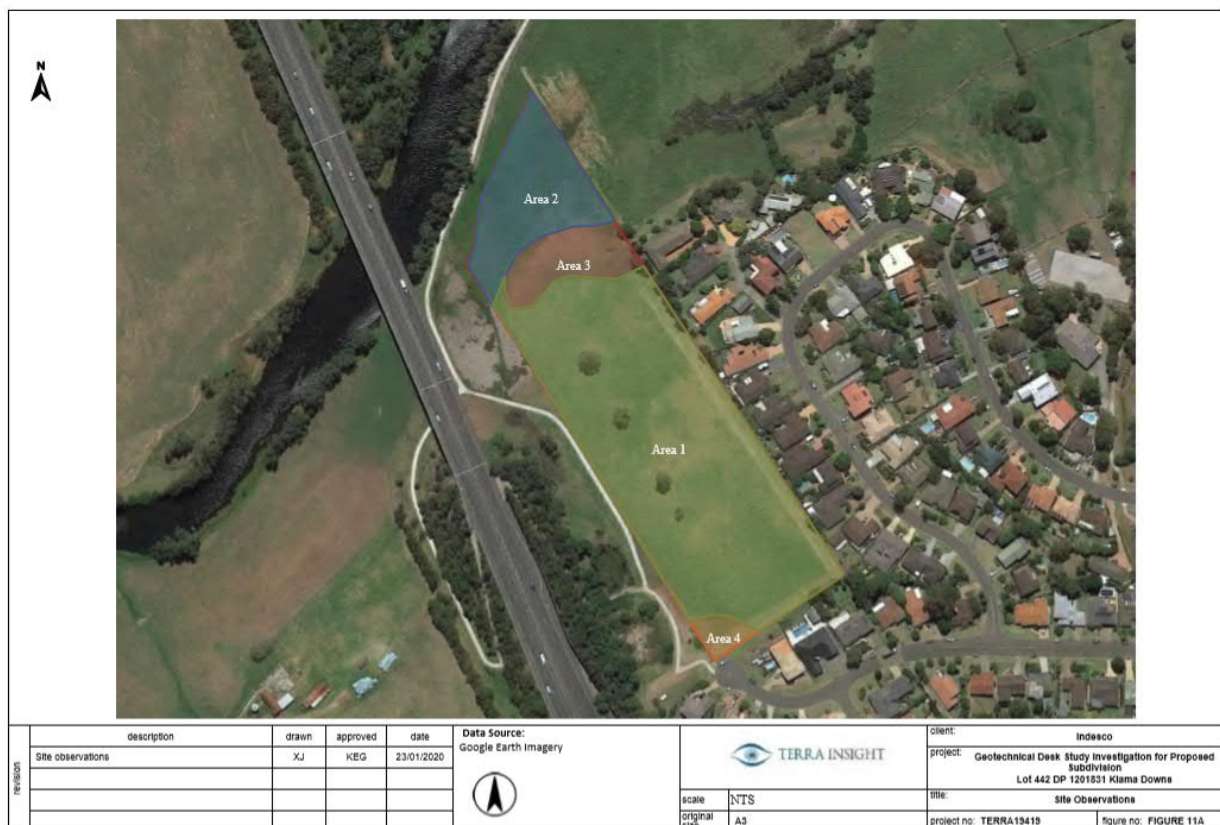 N
Area 2
Area 3
Area 1
Area 4
revision
description drawn approved date
Site observations XJ KEG 23/01/2020
Data Source:
Google Earth Imagery
TERRA INSIGHT
scale NTS
original size A3
client: Indesco
project: Geotechnical Desk Study Investigation for Proposed
Subdivision
Lot 442 DP 1201831 Kiama Downs
title: Site Observations
project no: TERRA19419 figure no: FIGURE 11A